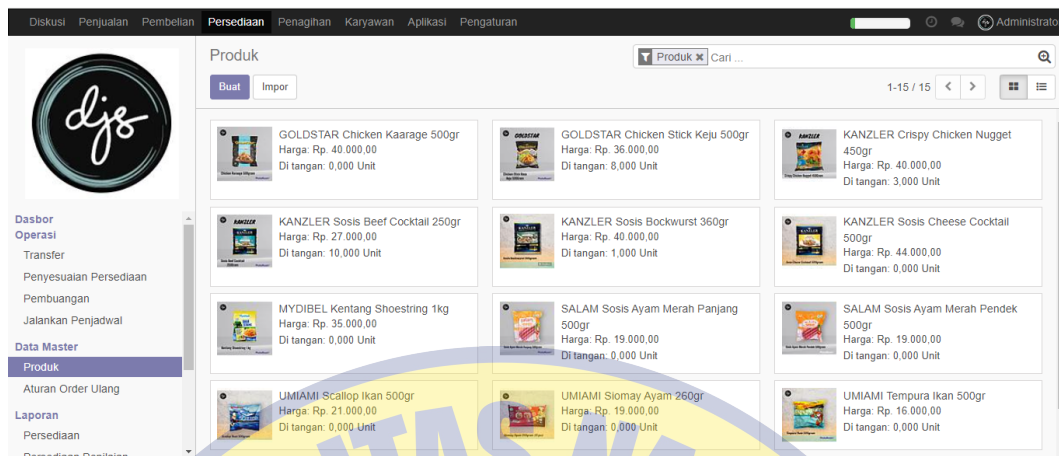 Diskusi Penjualan Pembelian Persediaan Penagihan Karyawan Aplikasi Pengaturan Administrato
djs
Produk
Produk Cari ...
Buat Impor
1-15 / 15
GOLDSTAR Chicken Kaarage 500gr
Harga: Rp. 40.000,00
Di tangan: 0,000 Unit
GOLDSTAR Chicken Stick Keju 500gr
Harga: Rp. 36.000,00
Di tangan: 8,000 Unit
KANZLER Crispy Chicken Nugget
450gr
Harga: Rp. 40.000,00
Di tangan: 3,000 Unit
KANZLER Sosis Beef Cocktail 250gr
Harga: Rp. 27.000,00
Di tangan: 10,000 Unit
KANZLER Sosis Bockwurst 360gr
Harga: Rp. 40.000,00
Di tangan: 1,000 Unit
KANZLER Sosis Cheese Cocktail
500gr
Harga: Rp. 44.000,00
Di tangan: 0,000 Unit
MYDIBEL Kentang Shoestring 1kg
Harga: Rp. 35.000,00
Di tangan: 0,000 Unit
SALAM Sosis Ayam Merah Panjang
500gr
Harga: Rp. 19.000,00
Di tangan: 0,000 Unit
SALAM Sosis Ayam Merah Pendek
500gr
Harga: Rp. 19.000,00
Di tangan: 0,000 Unit
UMIAMI Scallop Ikan 500gr
Harga: Rp. 21.000,00
Di tangan: 0,000 Unit
UMIAMI Siomay Ayam 260gr
Harga: Rp. 19.000,00
Di tangan: 0,000 Unit
UMIAMI Tempura Ikan 500gr
Harga: Rp. 16.000,00
Di tangan: 0,000 Unit
Dasbor
Operasi
Transfer
Penyesuaian Persediaan
Pembuangan
Jalankan Penjadwal
Data Master
Produk
Aturan Order Ulang
Laporan
Persediaan
Persediaan Penilaian